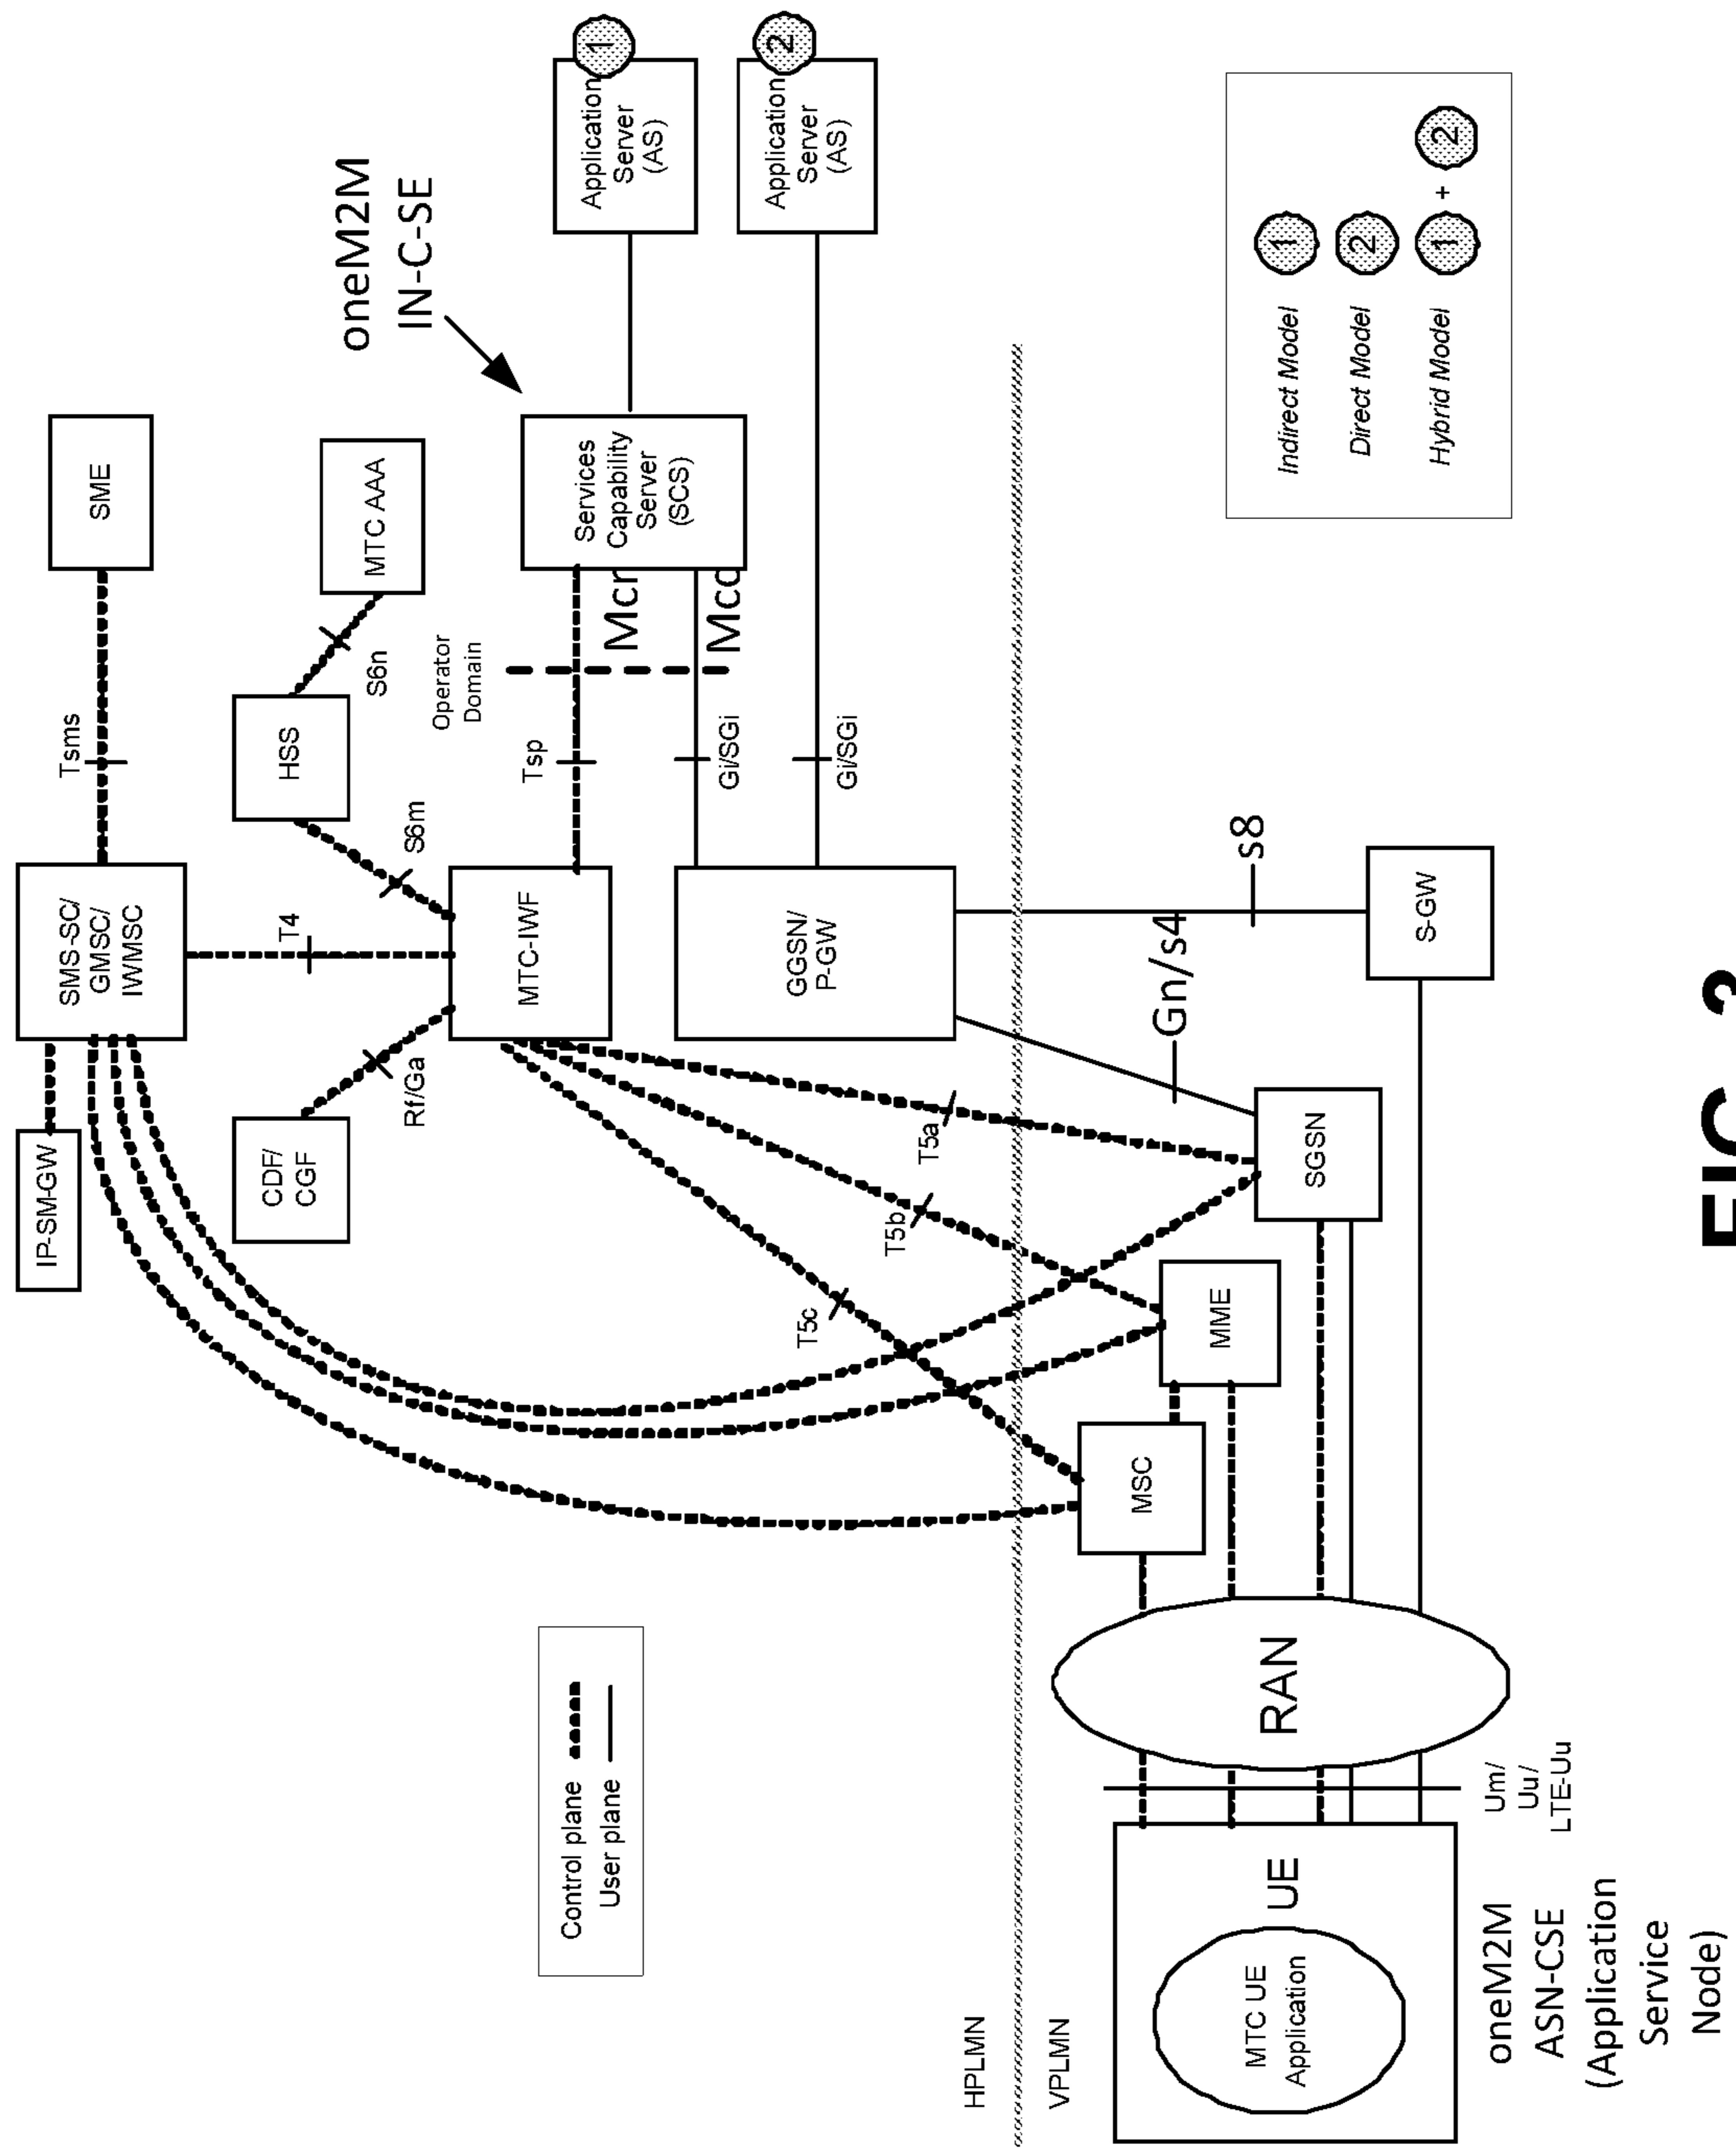 SMS-SC/
GMSC/
IWMSC
Tsms
SME
IP-SM-GW
CDF/
CGF
Rf/Ga
T4
HSS
S6m
S6n
MTC AAA
Operator
Domain
oneM2M
IN-C-SE
Control plane
User plane
MTC-IWF
Tsp
Services
Capability
Server
(SCS)
Application
Server
(AS)
1
Gi/SGi
GGSN/
P-GW
Gi/SGi
Application
Server
(AS)
2
T5c
T5b
T5a
HPLMN
VPLMN
MSC
MME
SGSN
Gn/s4
s8
S-GW
RAN
UE
MTC UE
Application
Um/
Uu/
LTE-Uu
oneM2M
ASN-CSE
(Application
Service
Node)
Indirect Model 1
Direct Model 2
Hybrid Model 1 + 2